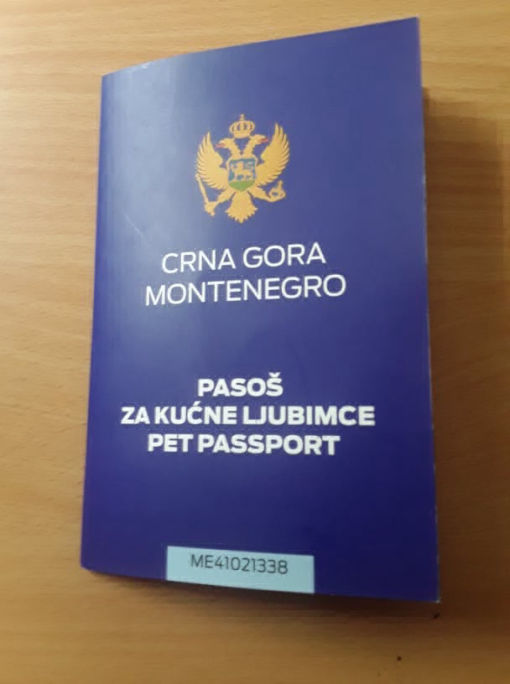 CRNA GORA
MONTENEGRO
PASOŠ
ZA KUĆNE LJUBIMCE
PET PASSPORT
ME41021338